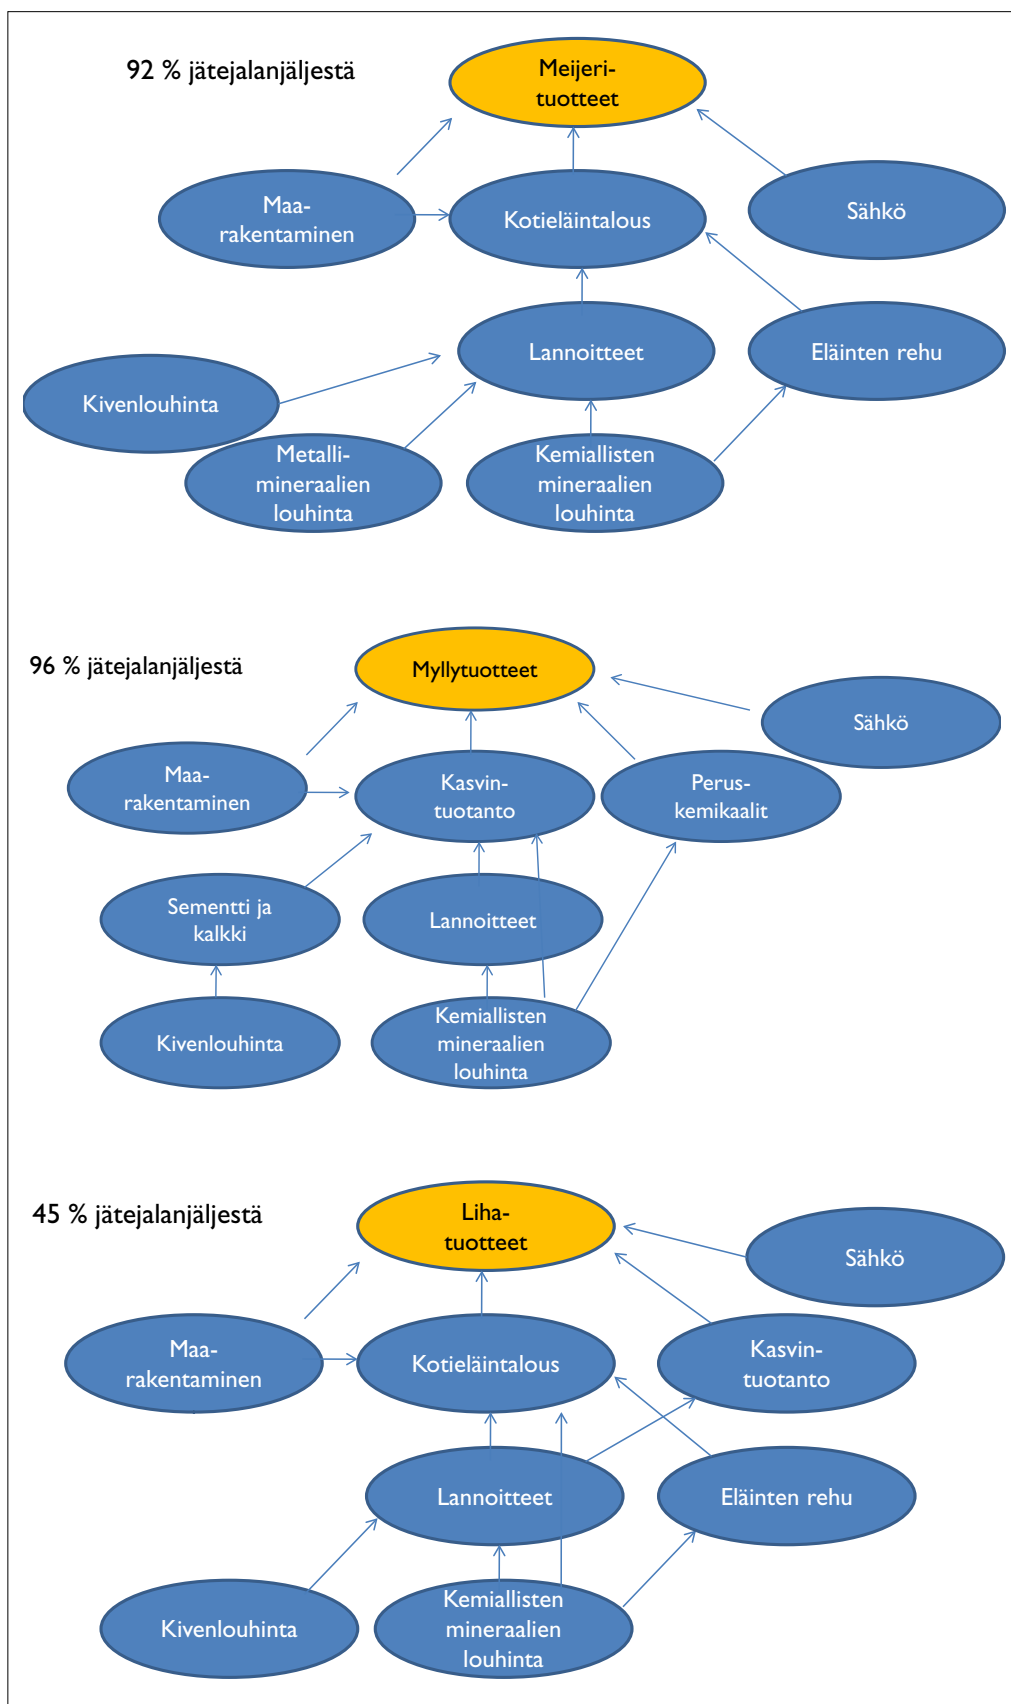 92 % jätejalanjäljestä
Meijeri-
tuotteet
Maa-
rakentaminen
Kotieläintalous
Sähkö
Lannoitteet
Eläinten rehu
Kivenlouhinta
Metalli-
mineraalien
louhinta
Kemiallisten
mineraalien
louhinta
96 % jätejalanjäljestä
Myllytuotteet
Sähkö
Maa-
rakentaminen
Kasvin-
tuotanto
Perus-
kemikaalit
Sementti ja
kalkki
Lannoitteet
Kivenlouhinta
Kemiallisten
mineraalien
louhinta
45 % jätejalanjäljestä
Liha-
tuotteet
Sähkö
Maa-
rakentaminen
Kotieläintalous
Kasvin-
tuotanto
Lannoitteet
Eläinten rehu
Kivenlouhinta
Kemiallisten
mineraalien
louhinta